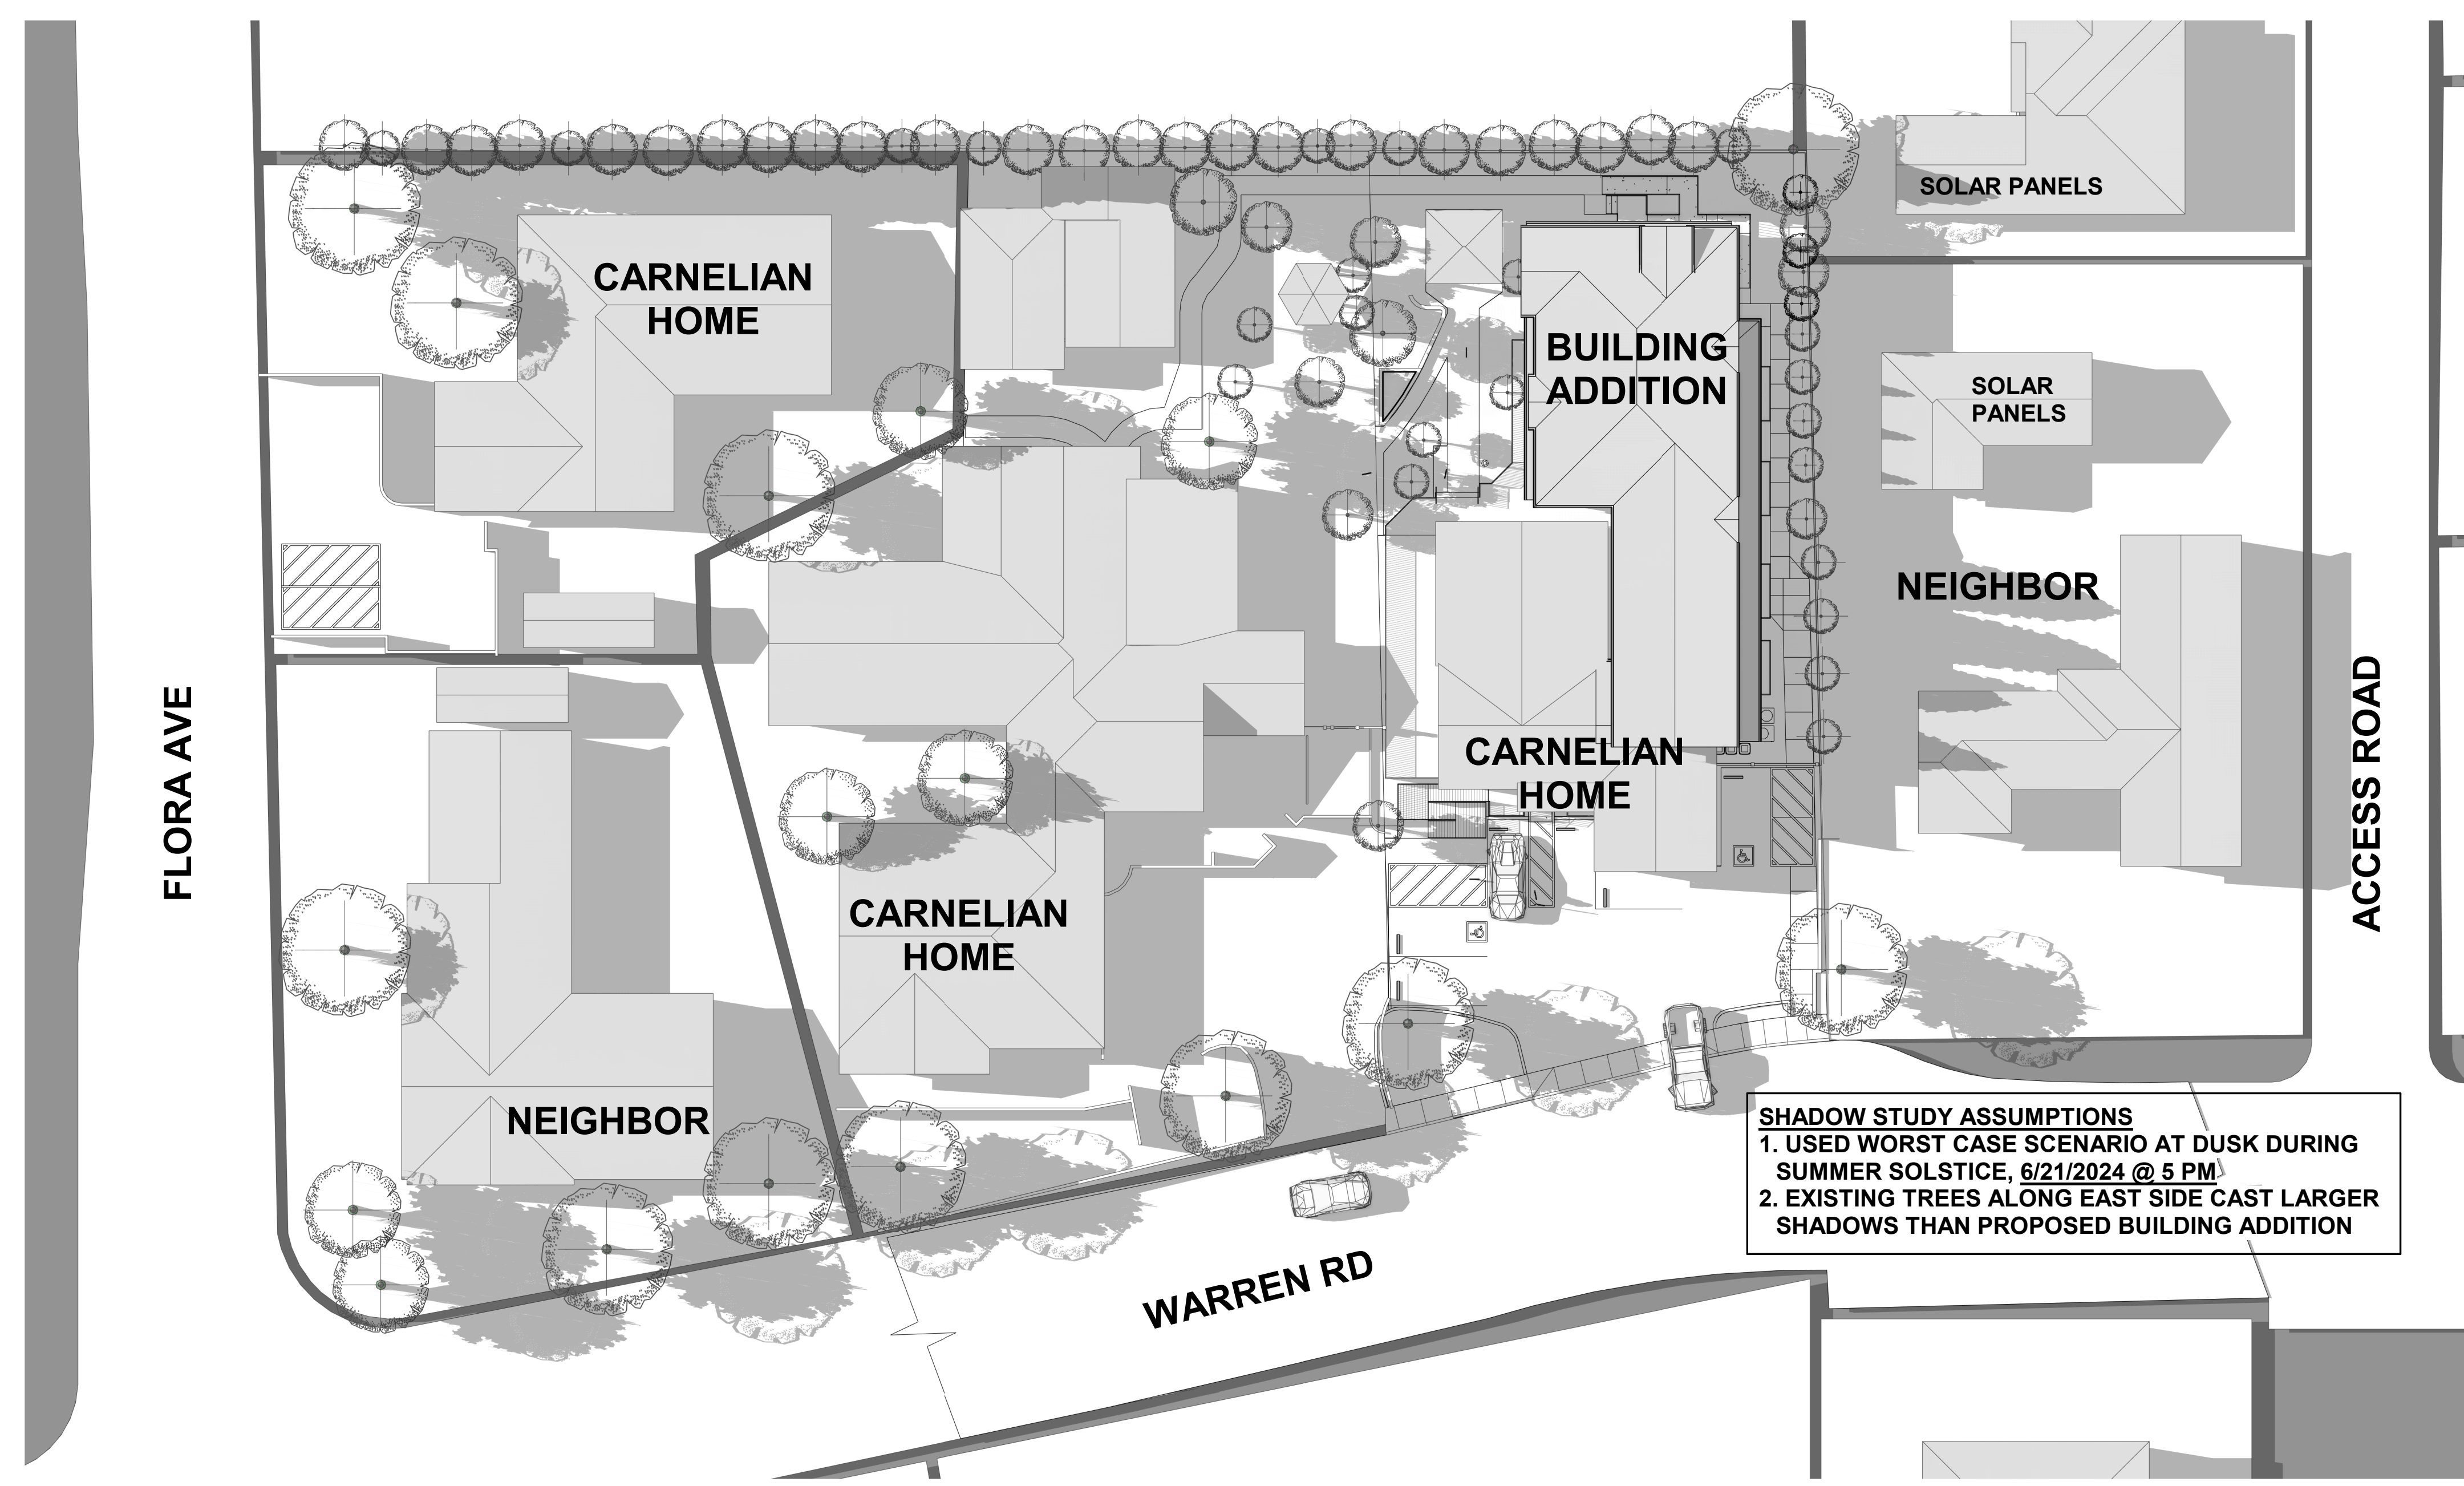 SOLAR PANELS
CARNELIAN
HOME
BUILDING
ADDITION
SOLAR
PANELS
NEIGHBOR
FLORA AVE
CARNELIAN
HOME
ACCESS ROAD
CARNELIAN
HOME
NEIGHBOR
SHADOW STUDY ASSUMPTIONS
1. USED WORST CASE SCENARIO AT DUSK DURING
SUMMER SOLSTICE, 6/21/2024 @ 5 PM
2. EXISTING TREES ALONG EAST SIDE CAST LARGER
SHADOWS THAN PROPOSED BUILDING ADDITION
WARREN RD